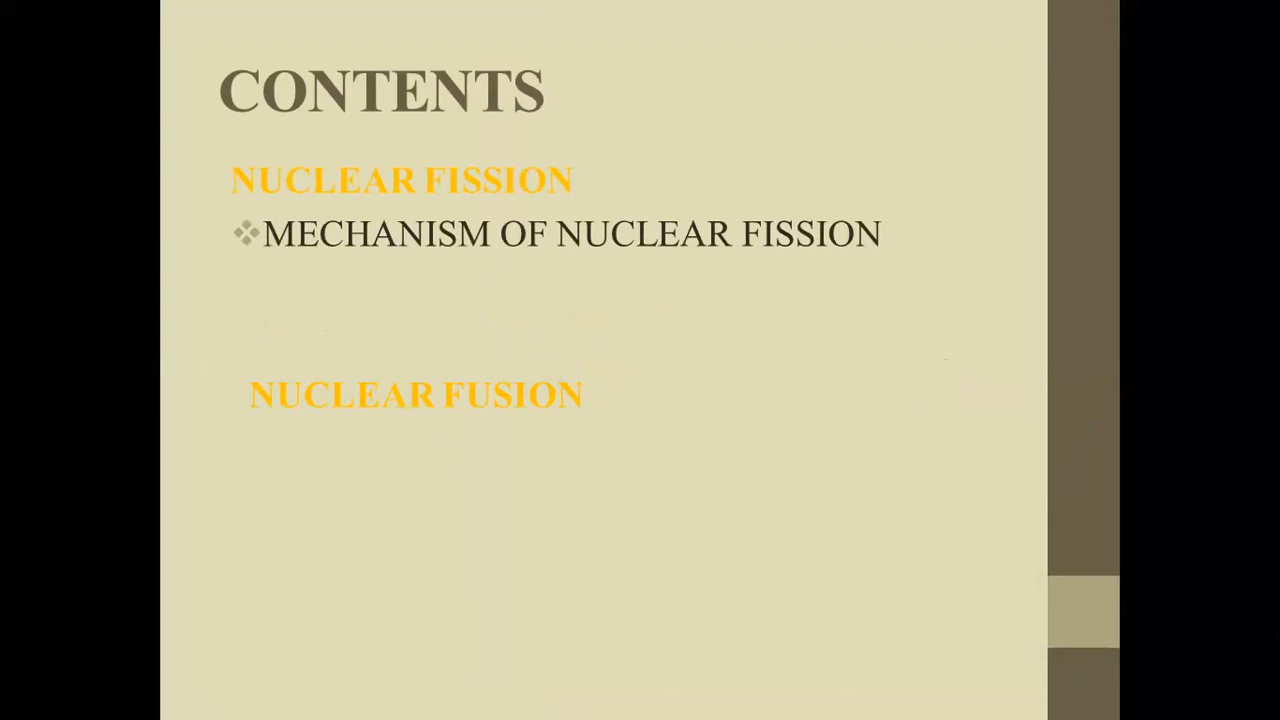 CONTENTS
NUCLEAR FISSION
MECHANISM OF NUCLEAR FISSION
NUCLEAR FUSION